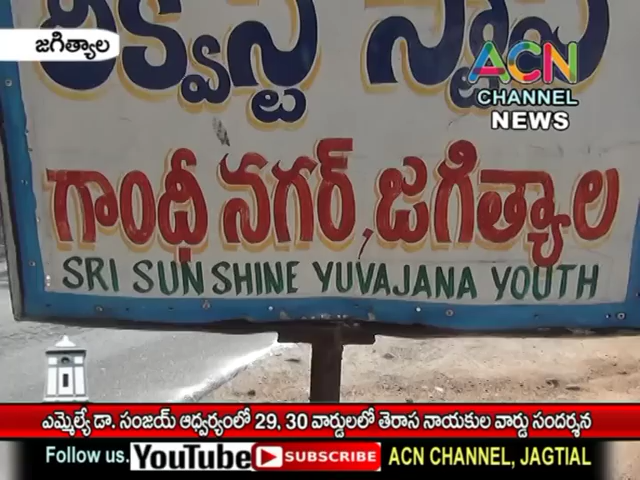 జగిత్యాల
రిక్వెస్ట్ స్టాప్
ACN
CHANNEL
NEWS
గాంధీ నగర్, జగిత్యాల
SRI SUN SHINE YUVAJANA YOUTH
ఎమ్మెల్యే డా. సంజయ్ ఆధ్వర్యంలో 29, 30 వార్డులలో తెరాస నాయకుల వార్డు సందర్శన
Follow us. YouTube SUBSCRIBE ACN CHANNEL, JAGTIAL